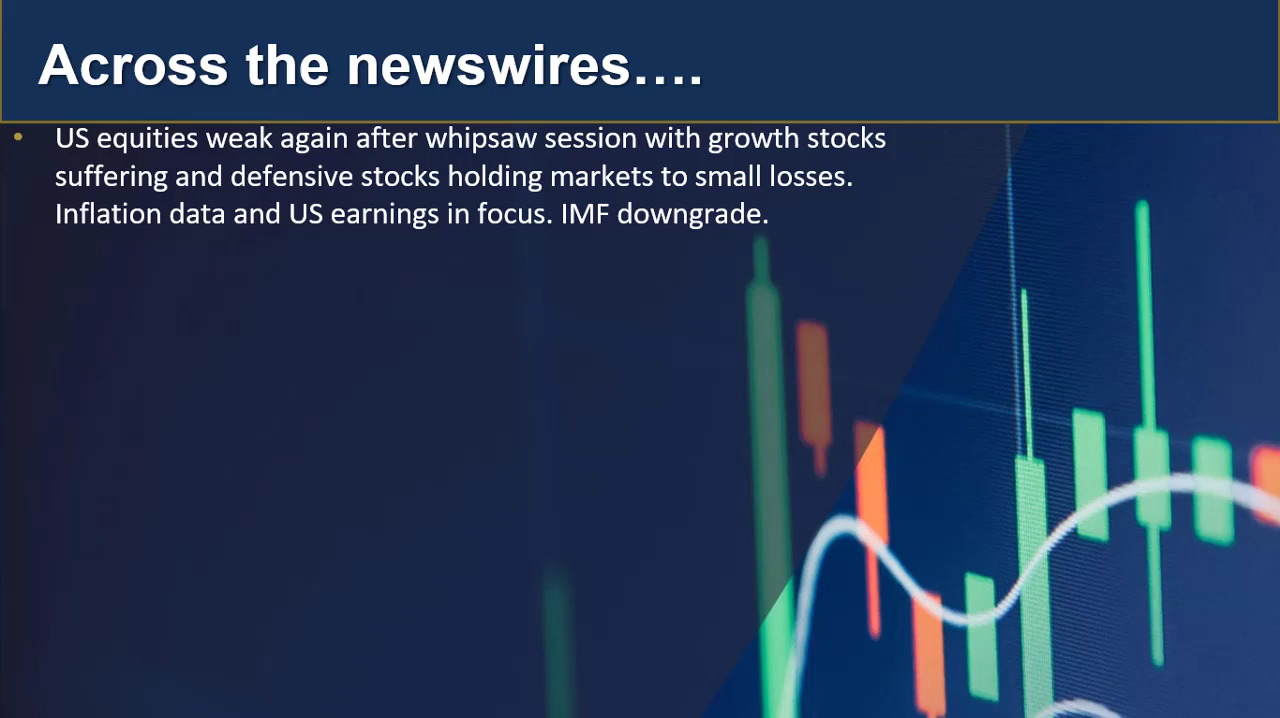 Across the newswires….
• US equities weak again after whipsaw session with growth stocks
suffering and defensive stocks holding markets to small losses.
Inflation data and US earnings in focus. IMF downgrade.